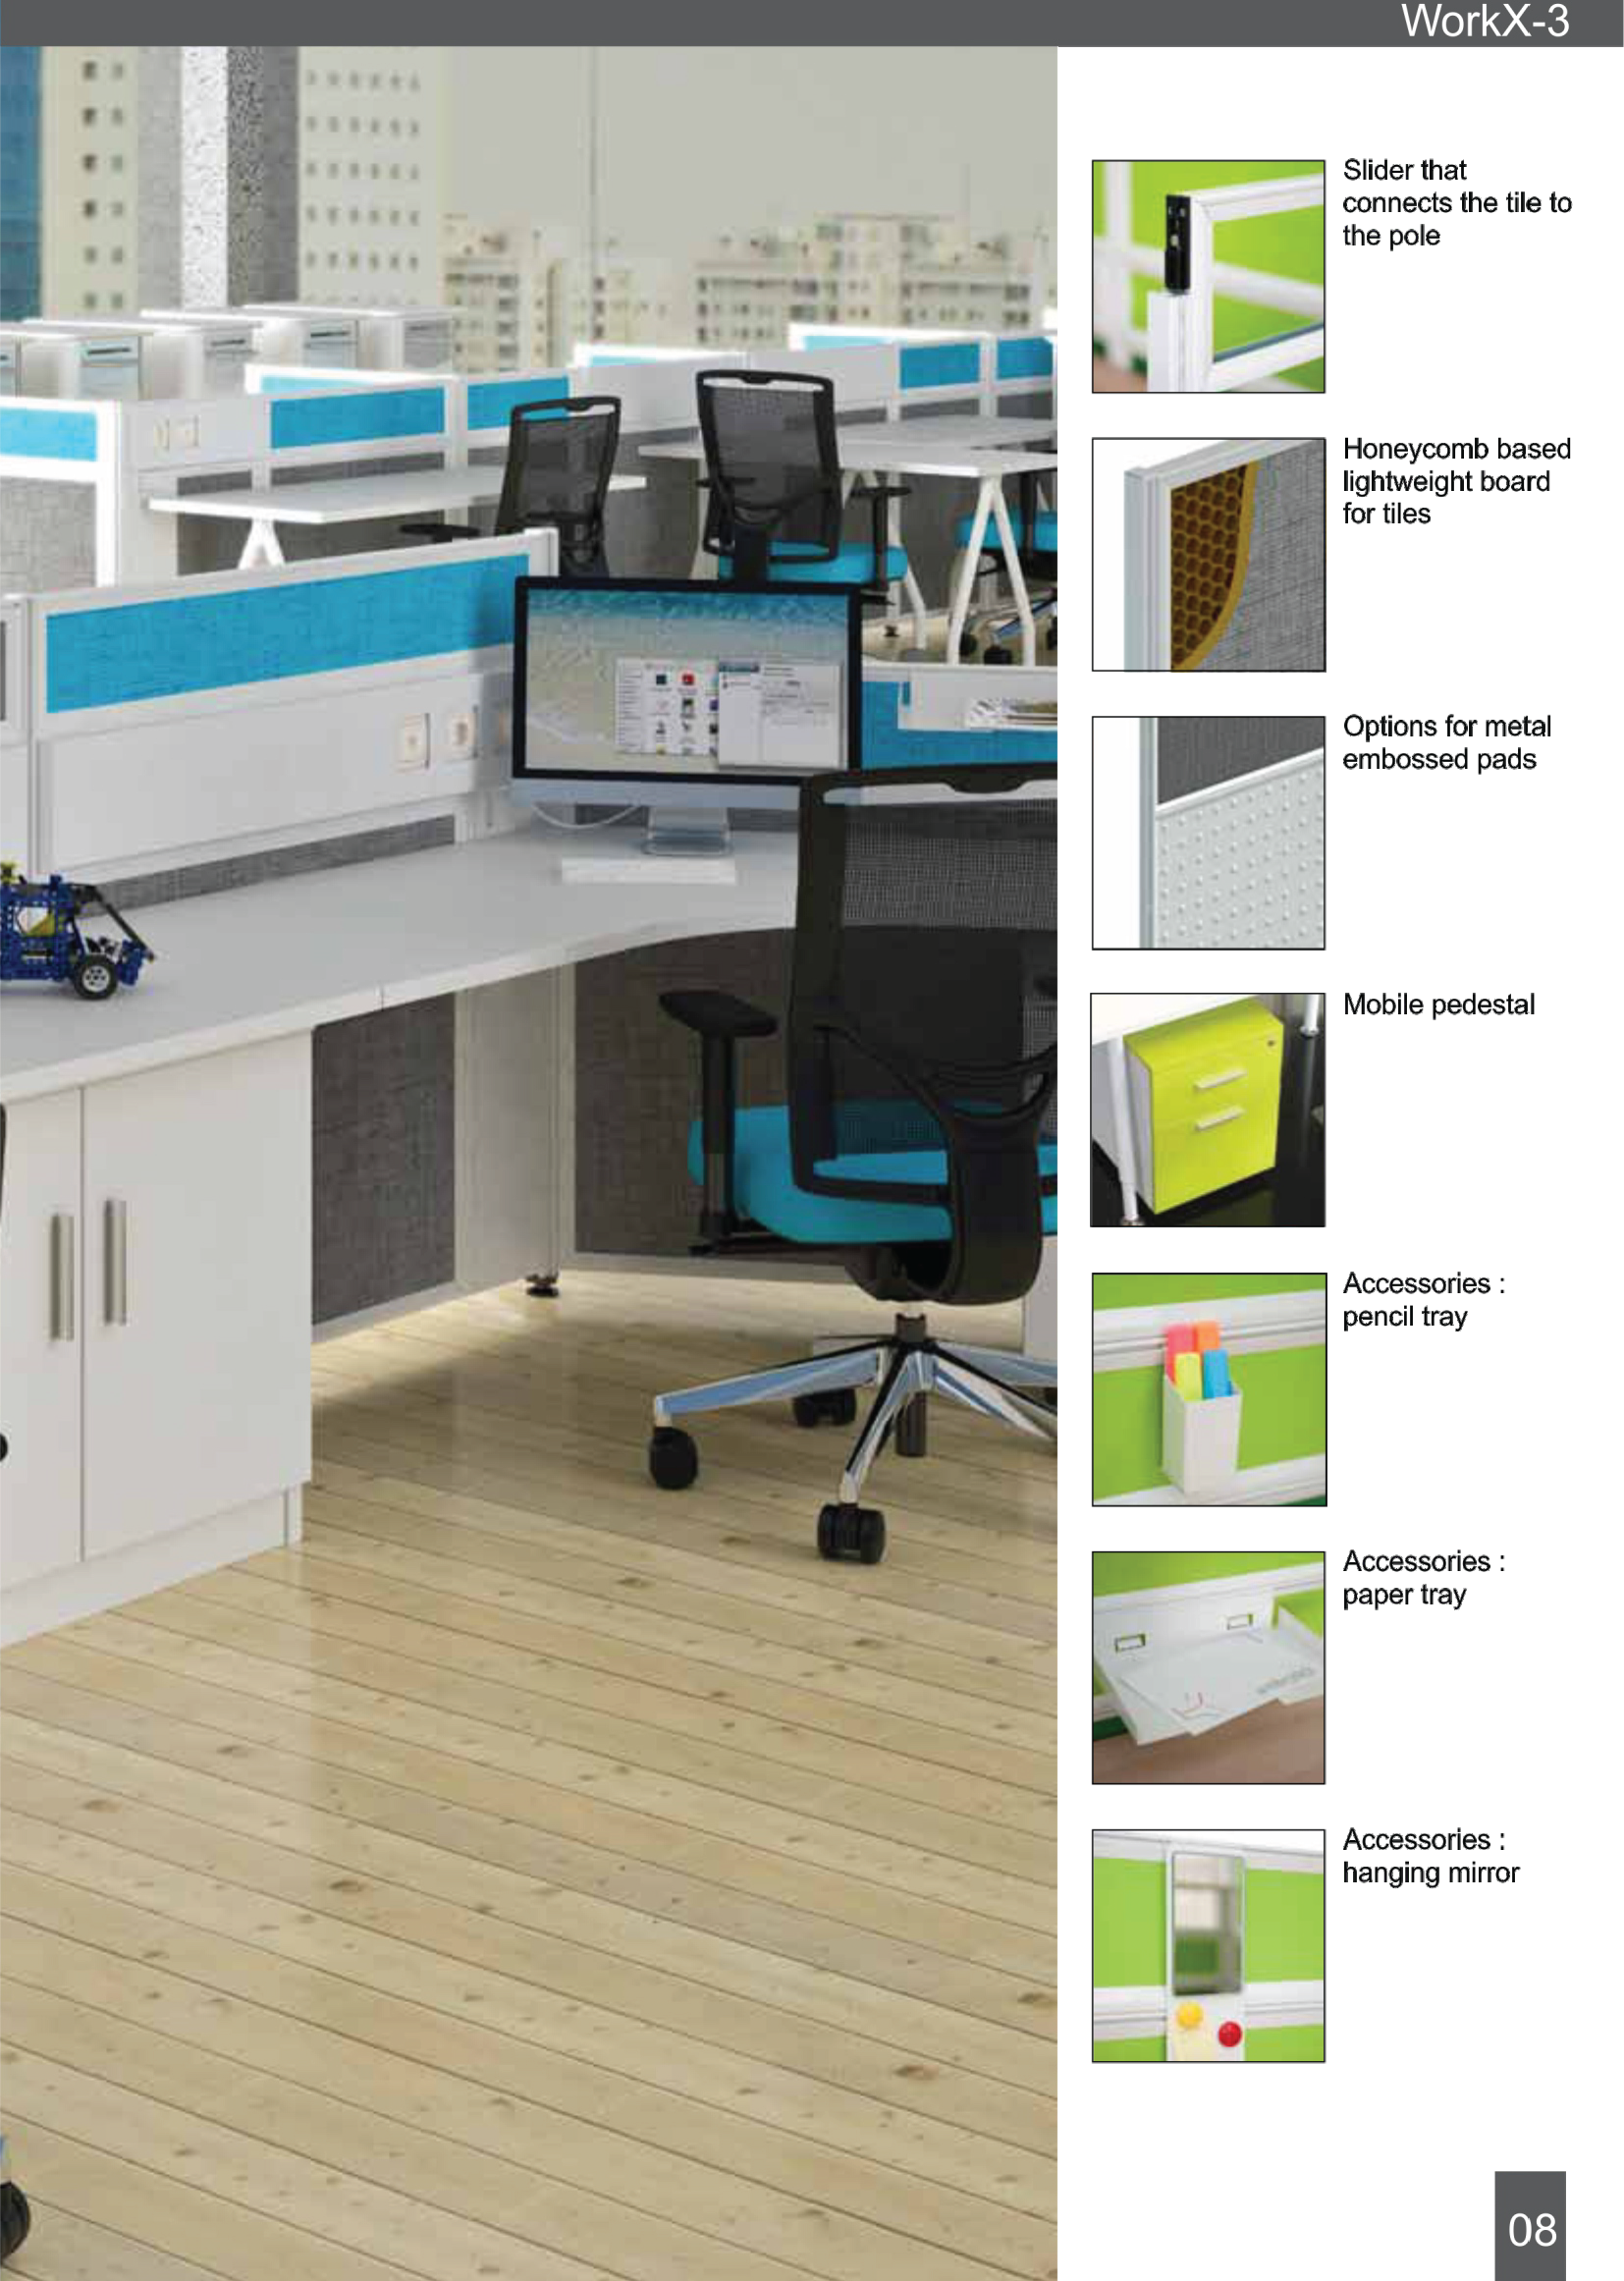 WorkX-3
Slider that
connects the tile to
the pole
Honeycomb based
lightweight board
for tiles
Options for metal
embossed pads
Mobile pedestal
Accessories :
pencil tray
Accessories :
paper tray
Accessories :
hanging mirror
08